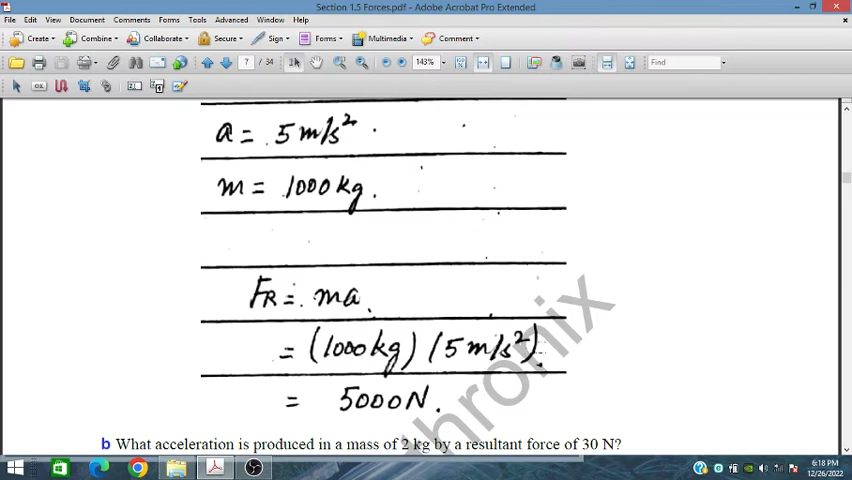 Section 1.5 Forces.pdf - Adobe Acrobat Pro Extended
File Edit View Document Comments Forms Tools Advanced Window Help
Create Combine Collaborate Secure Sign Forms Multimedia Comment
7 / 34 143% Find
a = 5 m/s²
m = 1000 kg.
FR = ma.
= (1000 kg) (5 m/s²).
= 5000 N.
thronix
b What acceleration is produced in a mass of 2 kg by a resultant force of 30 N?
6:18 PM
12/26/2022